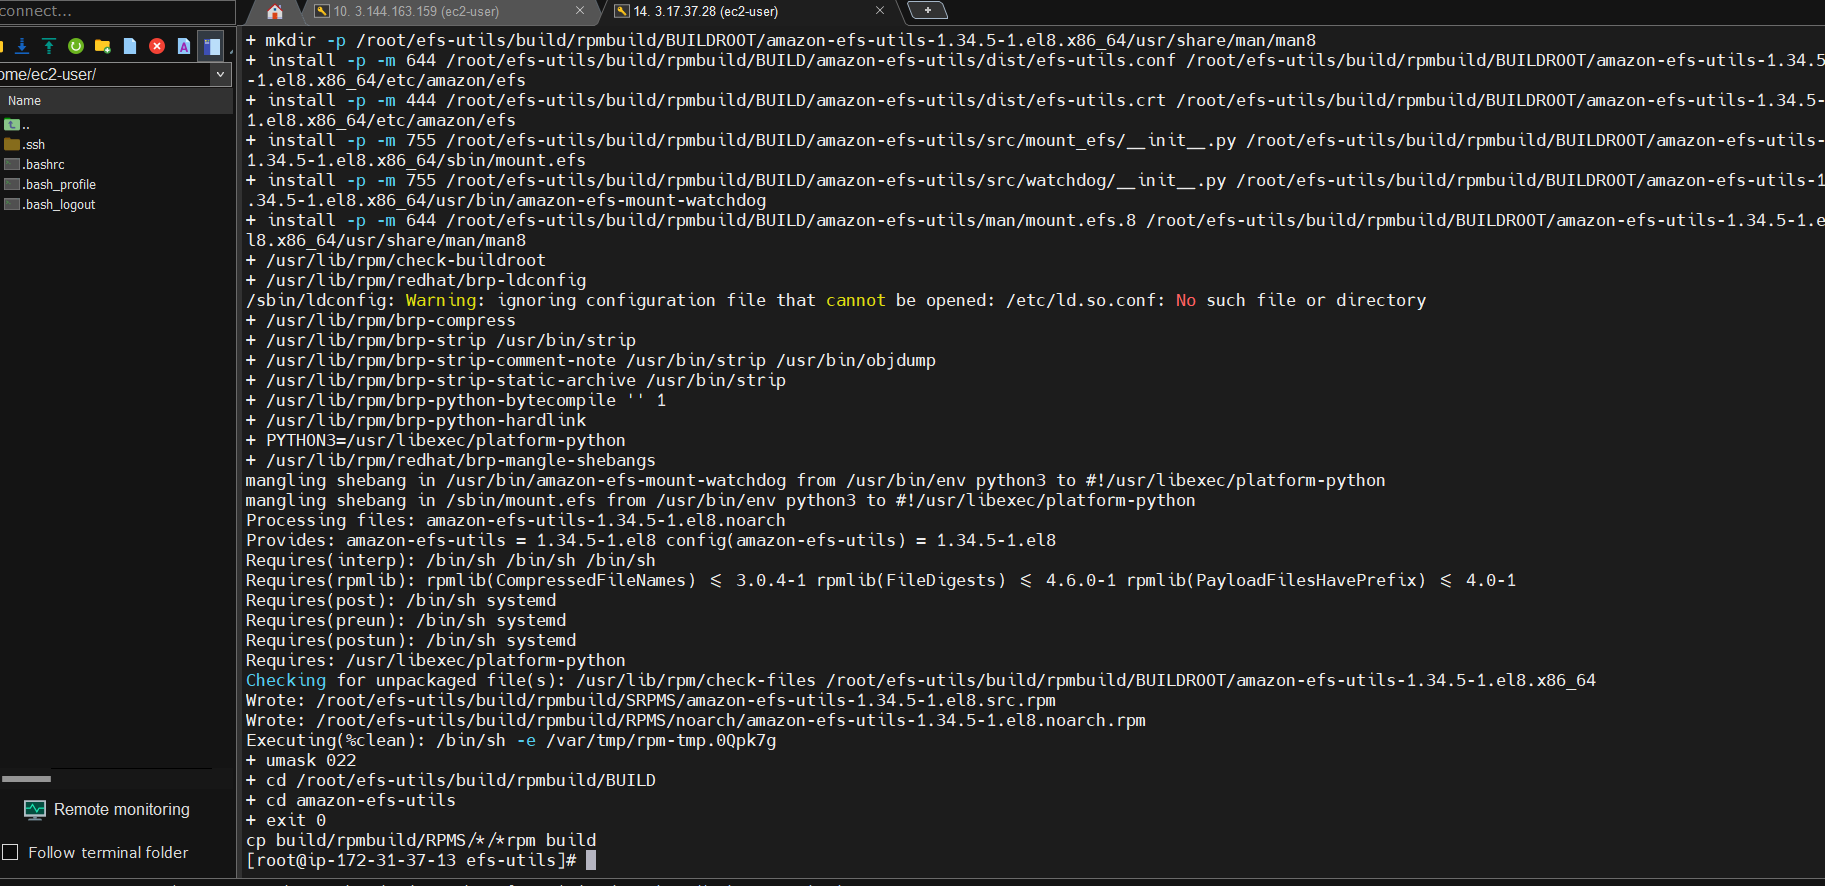 connect...
10. 3.144.163.159 (ec2-user)
14. 3.17.37.28 (ec2-user)
ome/ec2-user/
Name
..
.ssh
.bashrc
.bash_profile
.bash_logout
Remote monitoring
Follow terminal folder
+ mkdir -p /root/efs-utils/build/rpmbuild/BUILDROOT/amazon-efs-utils-1.34.5-1.el8.x86_64/usr/share/man/man8
+ install -p -m 644 /root/efs-utils/build/rpmbuild/BUILD/amazon-efs-utils/dist/efs-utils.conf /root/efs-utils/build/rpmbuild/BUILDROOT/amazon-efs-utils-1.34.5
-1.el8.x86_64/etc/amazon/efs
+ install -p -m 444 /root/efs-utils/build/rpmbuild/BUILD/amazon-efs-utils/dist/efs-utils.crt /root/efs-utils/build/rpmbuild/BUILDROOT/amazon-efs-utils-1.34.5-
1.el8.x86_64/etc/amazon/efs
+ install -p -m 755 /root/efs-utils/build/rpmbuild/BUILD/amazon-efs-utils/src/mount_efs/__init__.py /root/efs-utils/build/rpmbuild/BUILDROOT/amazon-efs-utils-
1.34.5-1.el8.x86_64/sbin/mount.efs
+ install -p -m 755 /root/efs-utils/build/rpmbuild/BUILD/amazon-efs-utils/src/watchdog/__init__.py /root/efs-utils/build/rpmbuild/BUILDROOT/amazon-efs-utils-1
.34.5-1.el8.x86_64/usr/bin/amazon-efs-mount-watchdog
+ install -p -m 644 /root/efs-utils/build/rpmbuild/BUILD/amazon-efs-utils/man/mount.efs.8 /root/efs-utils/build/rpmbuild/BUILDROOT/amazon-efs-utils-1.34.5-1.e
l8.x86_64/usr/share/man/man8
+ /usr/lib/rpm/check-buildroot
+ /usr/lib/rpm/redhat/brp-ldconfig
/sbin/ldconfig: Warning: ignoring configuration file that cannot be opened: /etc/ld.so.conf: No such file or directory
+ /usr/lib/rpm/brp-compress
+ /usr/lib/rpm/brp-strip /usr/bin/strip
+ /usr/lib/rpm/brp-strip-comment-note /usr/bin/strip /usr/bin/objdump
+ /usr/lib/rpm/brp-strip-static-archive /usr/bin/strip
+ /usr/lib/rpm/brp-python-bytecompile '' 1
+ /usr/lib/rpm/brp-python-hardlink
+ PYTHON3=/usr/libexec/platform-python
+ /usr/lib/rpm/redhat/brp-mangle-shebangs
mangling shebang in /usr/bin/amazon-efs-mount-watchdog from /usr/bin/env python3 to #!/usr/libexec/platform-python
mangling shebang in /sbin/mount.efs from /usr/bin/env python3 to #!/usr/libexec/platform-python
Processing files: amazon-efs-utils-1.34.5-1.el8.noarch
Provides: amazon-efs-utils = 1.34.5-1.el8 config(amazon-efs-utils) = 1.34.5-1.el8
Requires(interp): /bin/sh /bin/sh /bin/sh
Requires(rpmlib): rpmlib(CompressedFileNames) ⩽ 3.0.4-1 rpmlib(FileDigests) ⩽ 4.6.0-1 rpmlib(PayloadFilesHavePrefix) ⩽ 4.0-1
Requires(post): /bin/sh systemd
Requires(preun): /bin/sh systemd
Requires(postun): /bin/sh systemd
Requires: /usr/libexec/platform-python
Checking for unpackaged file(s): /usr/lib/rpm/check-files /root/efs-utils/build/rpmbuild/BUILDROOT/amazon-efs-utils-1.34.5-1.el8.x86_64
Wrote: /root/efs-utils/build/rpmbuild/SRPMS/amazon-efs-utils-1.34.5-1.el8.src.rpm
Wrote: /root/efs-utils/build/rpmbuild/RPMS/noarch/amazon-efs-utils-1.34.5-1.el8.noarch.rpm
Executing(%clean): /bin/sh -e /var/tmp/rpm-tmp.0Qpk7g
+ umask 022
+ cd /root/efs-utils/build/rpmbuild/BUILD
+ cd amazon-efs-utils
+ exit 0
cp build/rpmbuild/RPMS/*/*rpm build
[root@ip-172-31-37-13 efs-utils]#